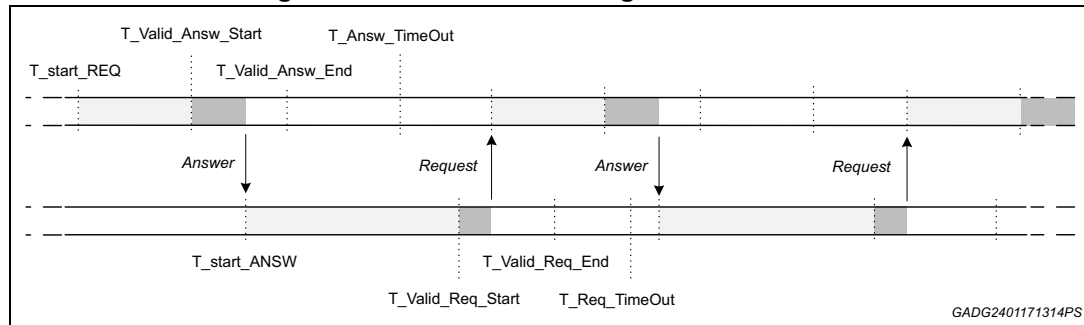 T_Valid_Answ_Start T_Answ_TimeOut
T_start_REQ T_Valid_Answ_End
Answer Request Answer Request
T_start_ANSW T_Valid_Req_End
T_Valid_Req_Start T_Req_TimeOut
GADG2401171314PS